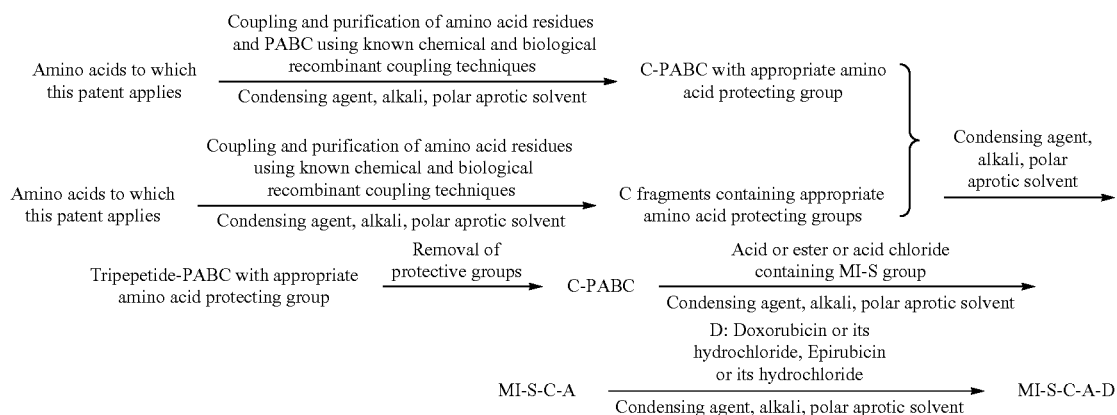 Coupling and purification of amino acid residues
and PABC using known chemical and biological
recombinant coupling techniques
Amino acids to which
this patent applies
Condensing agent, alkali, polar aprotic solvent
C-PABC with appropriate amino
acid protecting group
Coupling and purification of amino acid residues
using known chemical and biological
recombinant coupling techniques
Amino acids to which
this patent applies
Condensing agent, alkali, polar aprotic solvent
C fragments containing appropriate
amino acid protecting groups
Condensing agent,
alkali, polar
aprotic solvent
Tripepetide-PABC with appropriate
amino acid protecting group
Removal of
protective groups
C-PABC
Acid or ester or acid chloride
containing MI-S group
Condensing agent, alkali, polar aprotic solvent
MI-S-C-A
D: Doxorubicin or its
hydrochloride, Epirubicin
or its hydrochloride
Condensing agent, alkali, polar aprotic solvent
MI-S-C-A-D